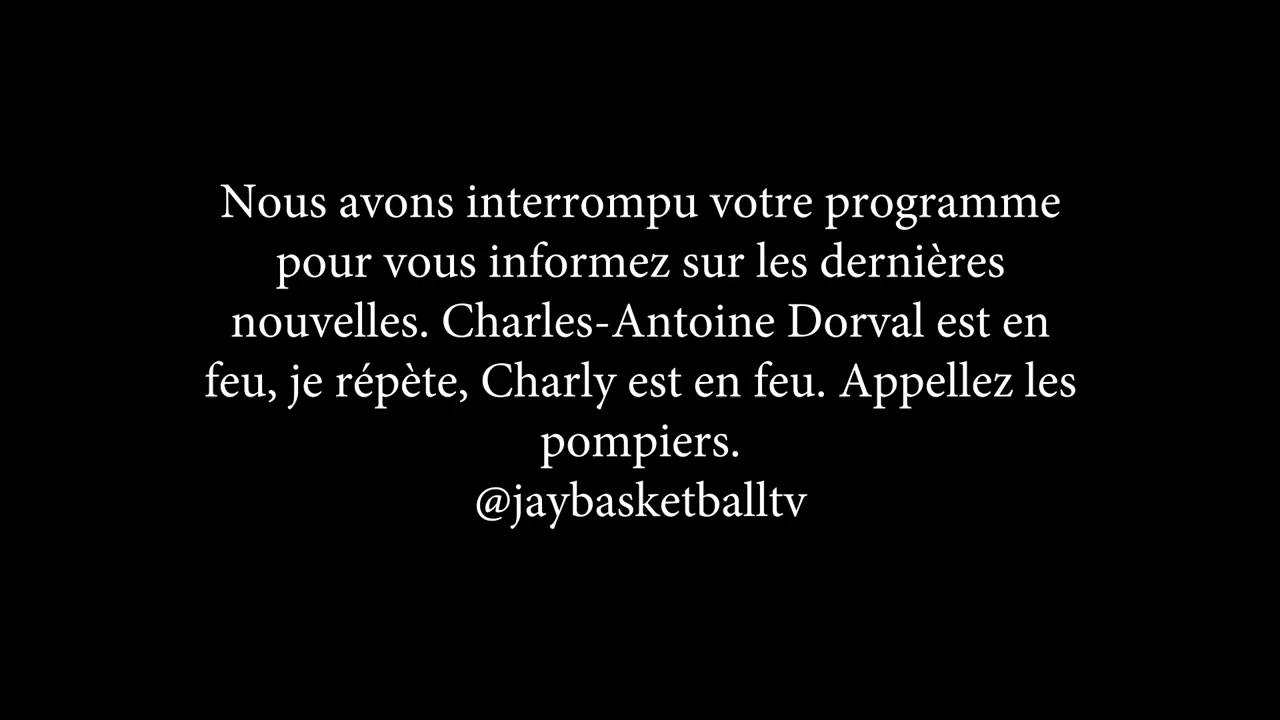 Nous avons interrompu votre programme
pour vous informez sur les dernières
nouvelles. Charles-Antoine Dorval est en
feu, je répète, Charly est en feu. Appellez les
pompiers.
@jaybasketballtv